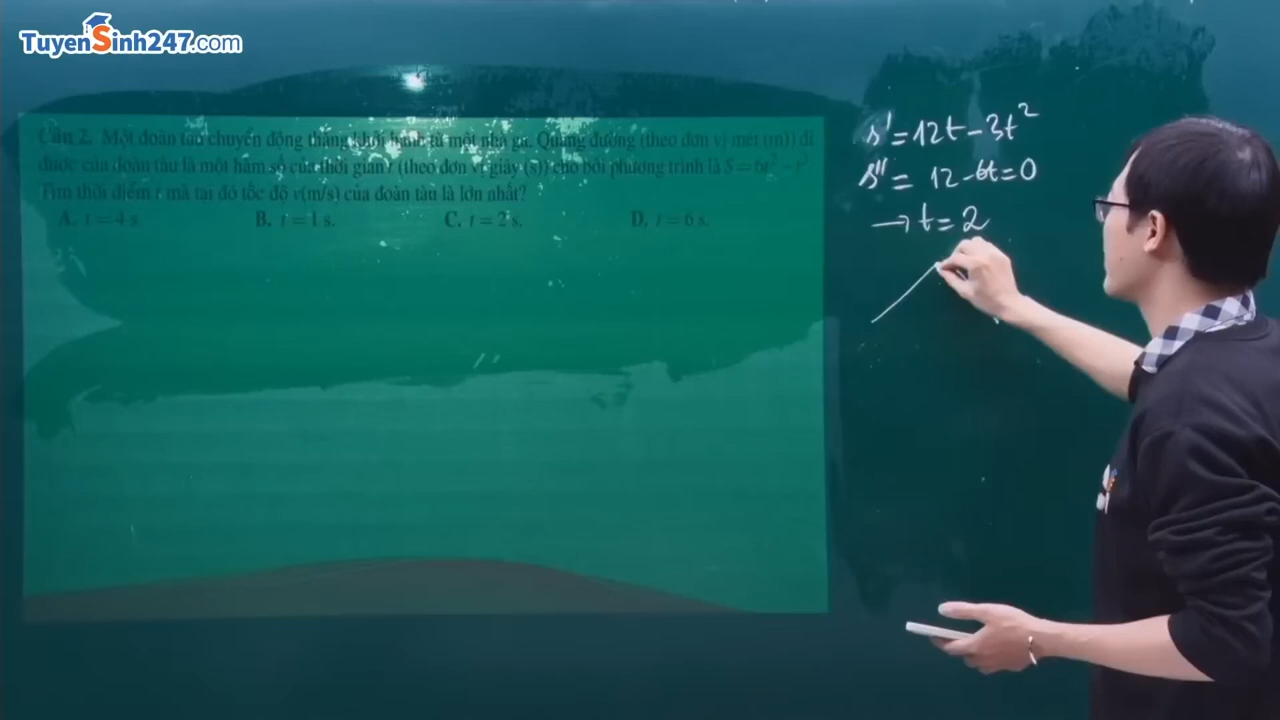 TuyenSinh247.com
Câu 2. Một đoàn tàu chuyển động thẳng khởi hành từ một nhà ga. Quãng đường (theo đơn vị mét (m)) đi
được của đoàn tàu là một hàm số của thời gian t (theo đơn vị giây (s)) cho bởi phương trình là S = 6t² − t³
Tìm thời điểm t mà tại đó tốc độ v(m/s) của đoàn tàu là lớn nhất?
A. t = 4 s B. t = 1 s. C. t = 2 s. D. t = 6 s.
s' = 12t − 3t²
s'' = 12 − 6t = 0
→ t = 2